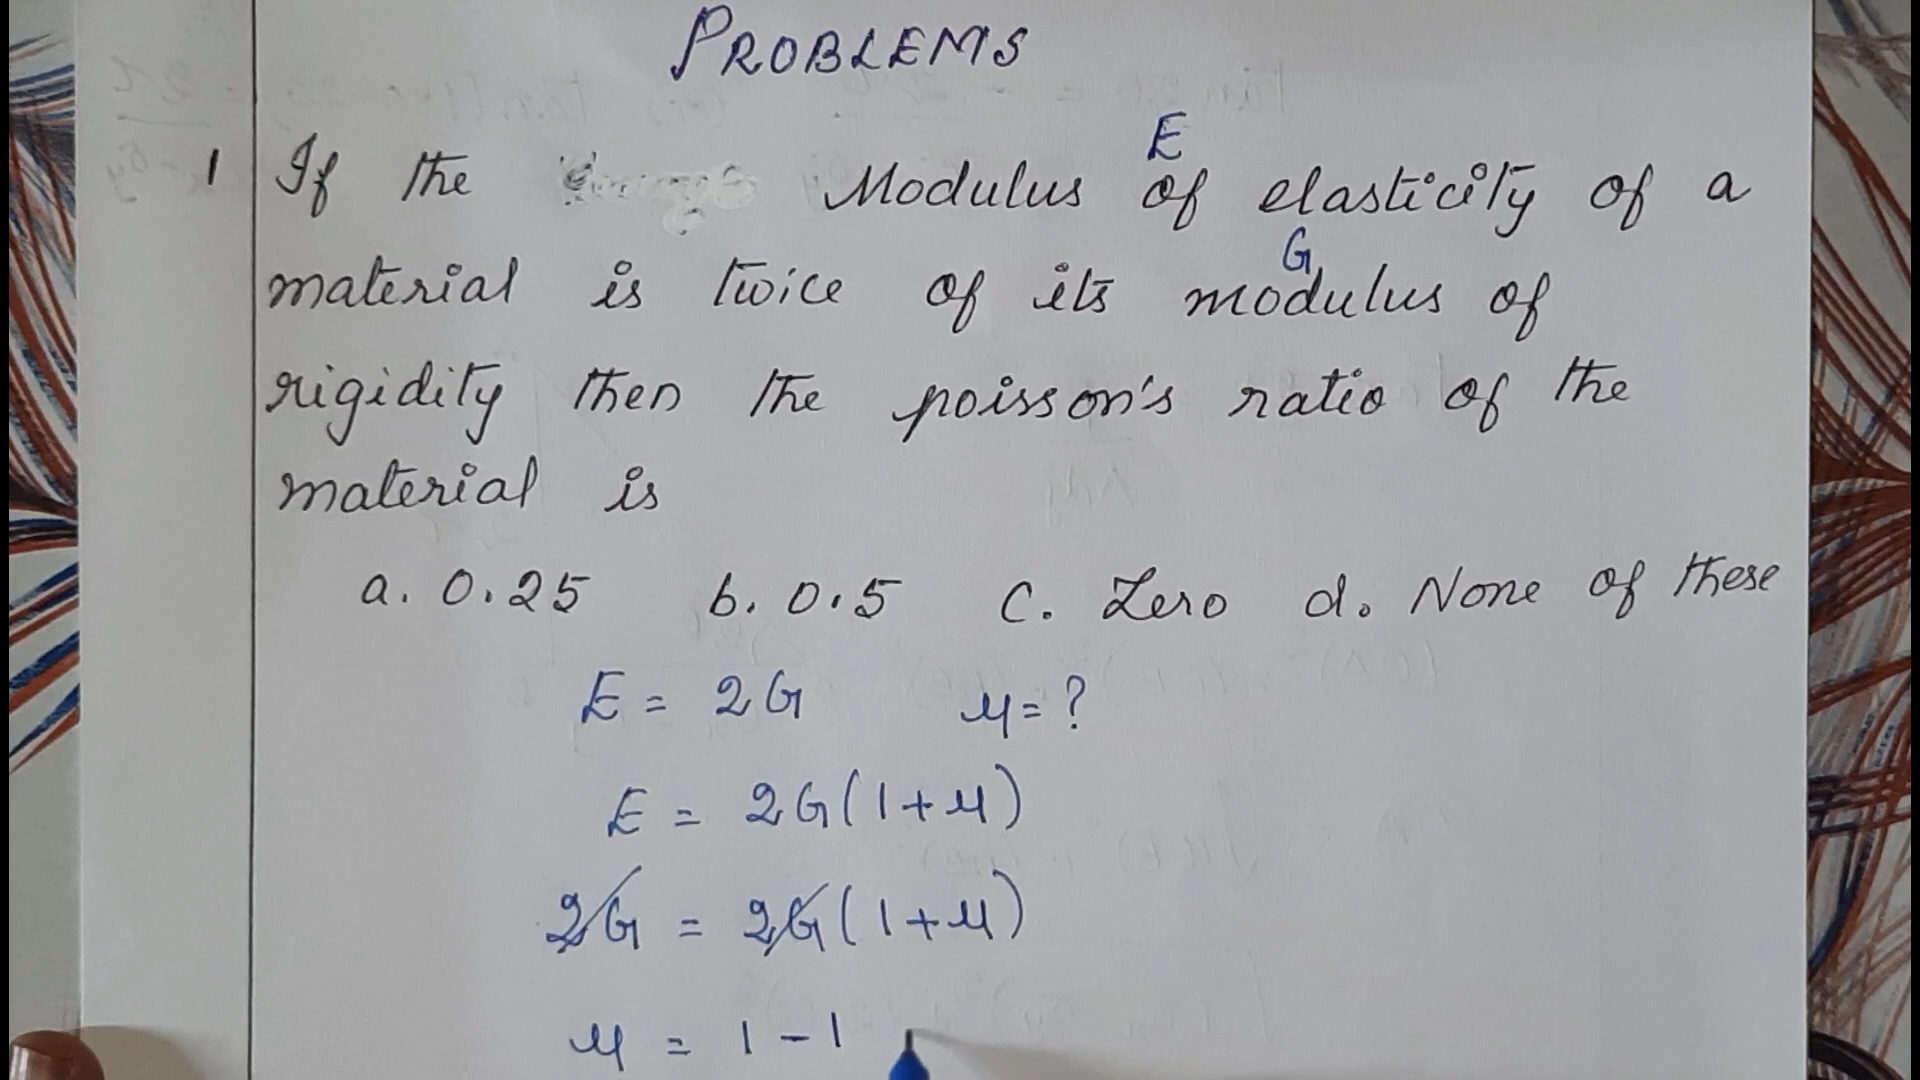 PROBLEMS
E
1 If the Modulus of elasticity of a
G
material is twice of its modulus of
rigidity then the poisson's ratio of the
material is
a. 0.25 b. 0.5 c. Zero d. None of these
E = 2G μ = ?
E = 2G(1+μ)
2G = 2G(1+μ)
μ = 1 - 1